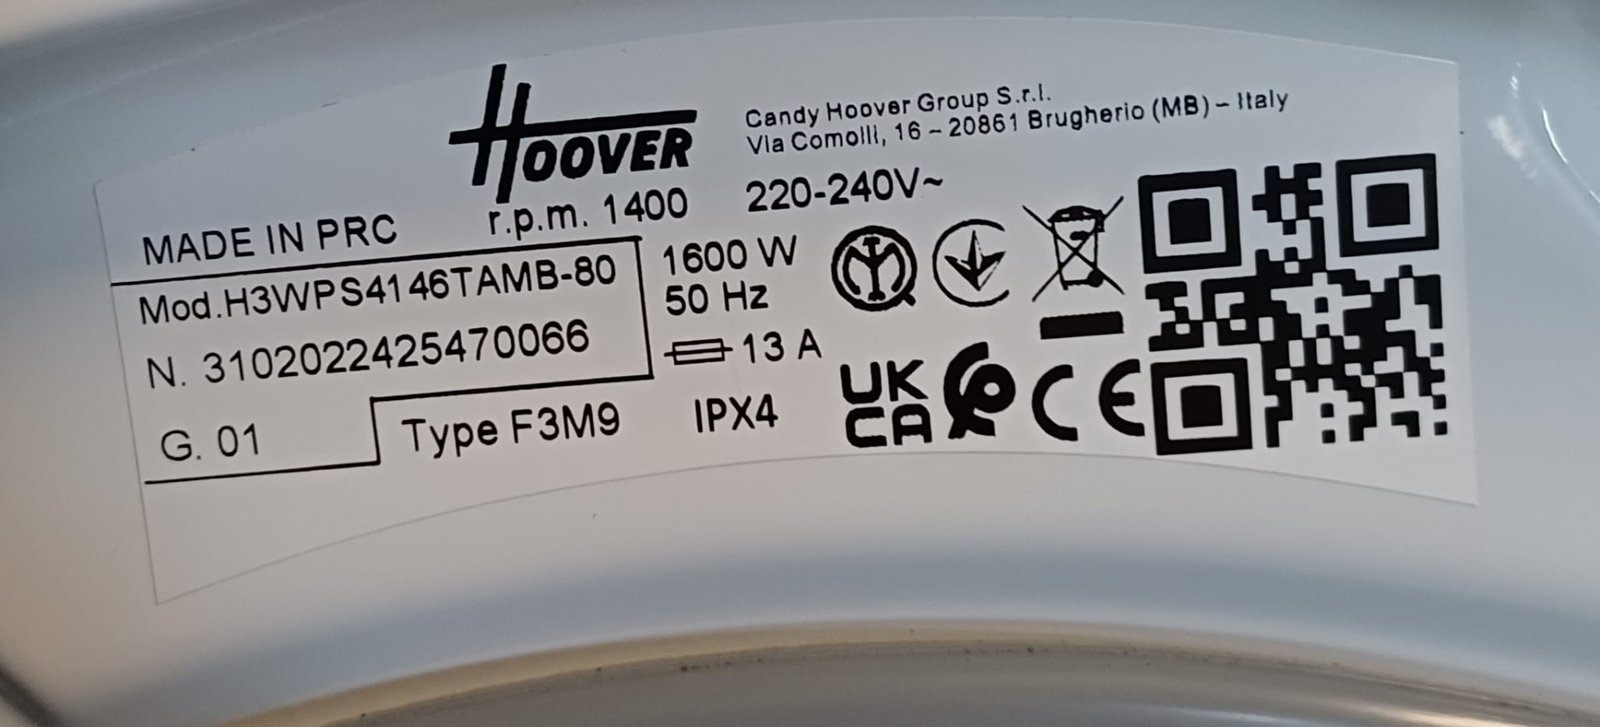 HOOVER
Candy Hoover Group S.r.l.
Via Comolli, 16 – 20861 Brugherio (MB) – Italy
MADE IN PRC
r.p.m. 1400
220-240V~
Mod.H3WPS4146TAMB-80
1600 W
N. 3102022425470066
50 Hz
13 A
G. 01
Type F3M9
IPX4
UK
CA
CE